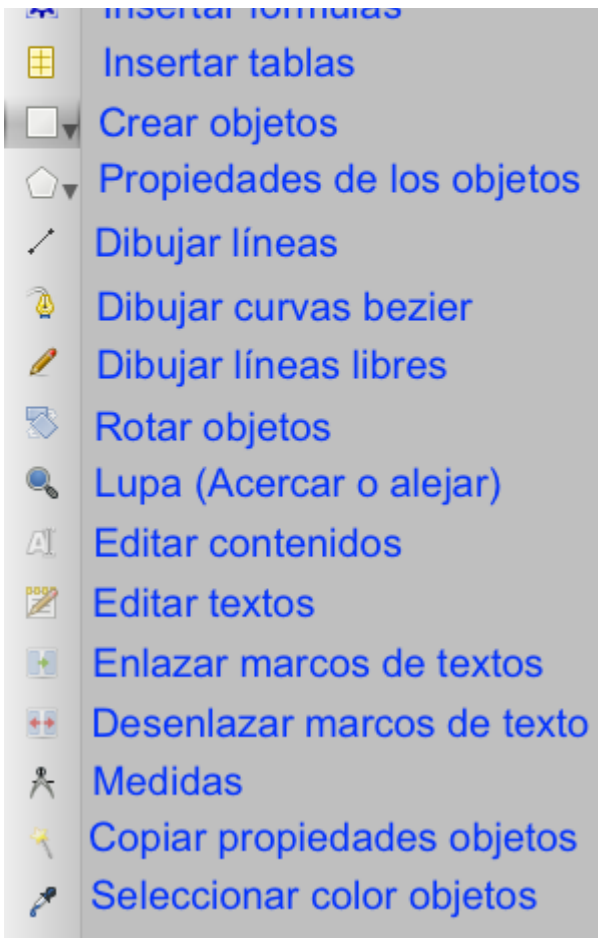 Insertar fórmulas
Insertar tablas
Crear objetos
Propiedades de los objetos
Dibujar líneas
Dibujar curvas bezier
Dibujar líneas libres
Rotar objetos
Lupa (Acercar o alejar)
Editar contenidos
Editar textos
Enlazar marcos de textos
Desenlazar marcos de texto
Medidas
Copiar propiedades objetos
Seleccionar color objetos